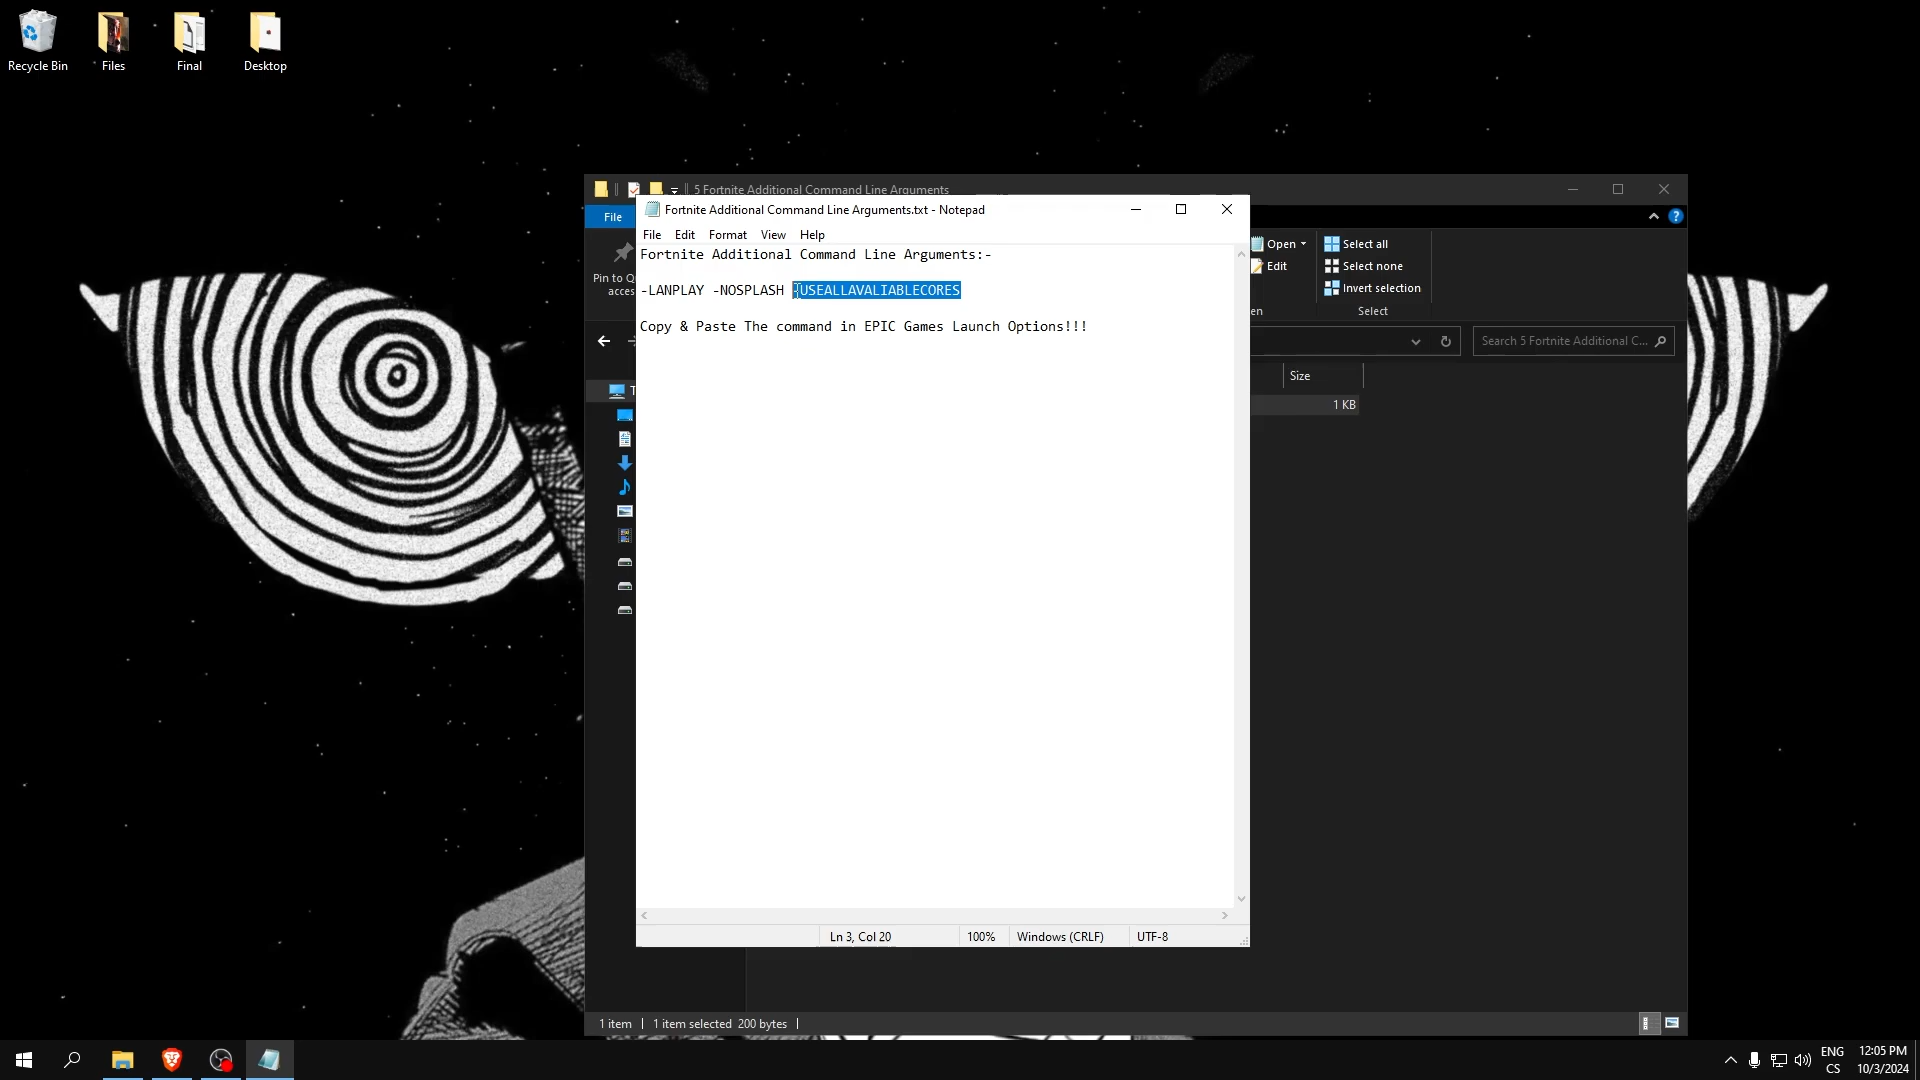 Recycle Bin
Files
Final
Desktop
5 Fortnite Additional Command Line Arguments
File
Pin to Q
acces
Open
Edit
en
Select all
Select none
Invert selection
Select
Search 5 Fortnite Additional C...
T
Size
1 KB
Fortnite Additional Command Line Arguments.txt - Notepad
File Edit Format View Help
Fortnite Additional Command Line Arguments:-
-LANPLAY -NOSPLASH -USEALLAVALIABLECORES
Copy & Paste The command in EPIC Games Launch Options!!!
Ln 3, Col 20
100%
Windows (CRLF)
UTF-8
1 item
1 item selected 200 bytes
ENG
CS
12:05 PM
10/3/2024